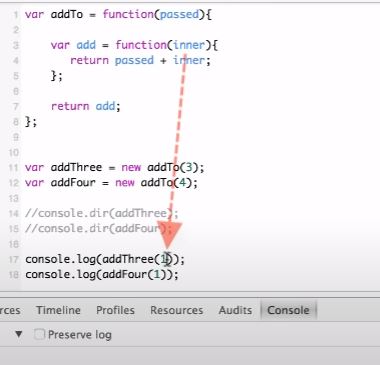 1 var addTo = function(passed){
2
3 var add = function(inner){
4 return passed + inner;
5 };
6
7 return add;
8 };
9
10
11 var addThree = new addTo(3);
12 var addFour = new addTo(4);
13
14 //console.dir(addThree);
15 //console.dir(addFour);
16
17 console.log(addThree(1));
18 console.log(addFour(1));
urces Timeline Profiles Resources Audits Console
▼ Preserve log